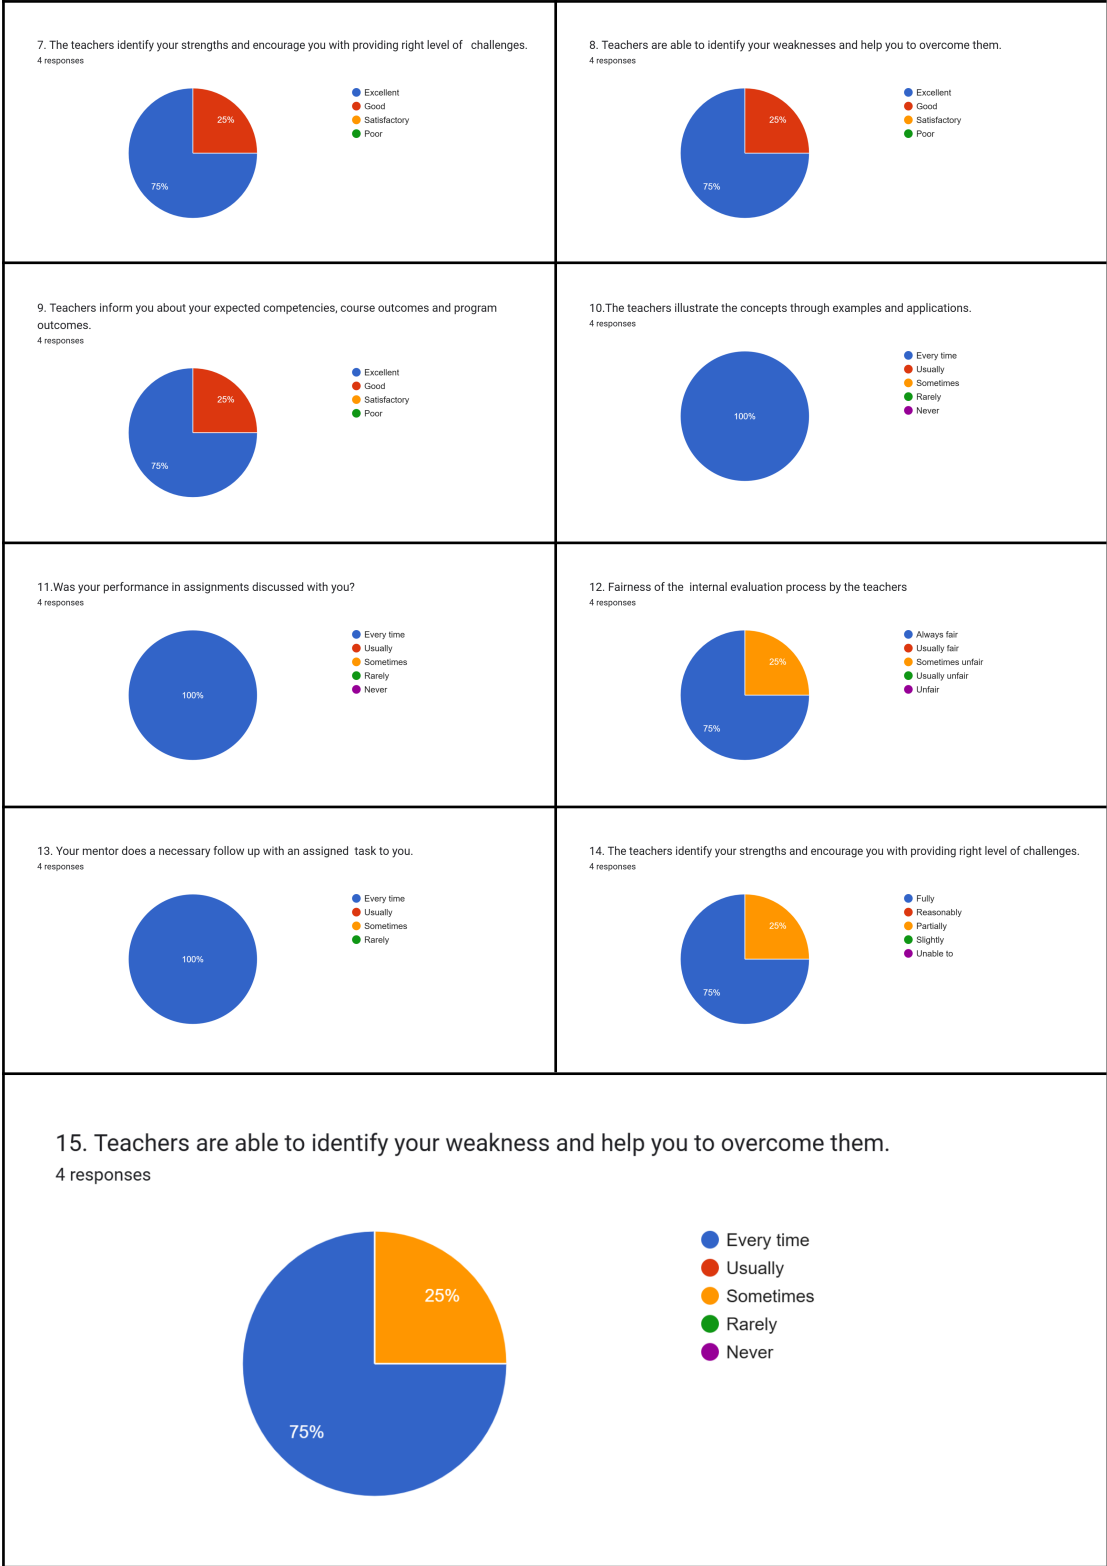 7. The teachers identify your strengths and encourage you with providing right level of  challenges.
4 responses
Excellent
Good
Satisfactory
Poor
25%
75%
8. Teachers are able to identify your weaknesses and help you to overcome them.
4 responses
Excellent
Good
Satisfactory
Poor
25%
75%
9. Teachers inform you about your expected competencies, course outcomes and program
outcomes.
4 responses
Excellent
Good
Satisfactory
Poor
25%
75%
10.The teachers illustrate the concepts through examples and applications.
4 responses
Every time
Usually
Sometimes
Rarely
Never
100%
11.Was your performance in assignments discussed with you?
4 responses
Every time
Usually
Sometimes
Rarely
Never
100%
12. Fairness of the  internal evaluation process by the teachers
4 responses
Always fair
Usually fair
Sometimes unfair
Usually unfair
Unfair
25%
75%
13. Your mentor does a necessary follow up with an assigned  task to you.
4 responses
Every time
Usually
Sometimes
Rarely
100%
14. The teachers identify your strengths and encourage you with providing right level of challenges.
4 responses
Fully
Reasonably
Partially
Slightly
Unable to
25%
75%
15. Teachers are able to identify your weakness and help you to overcome them.
4 responses
Every time
Usually
Sometimes
Rarely
Never
25%
75%